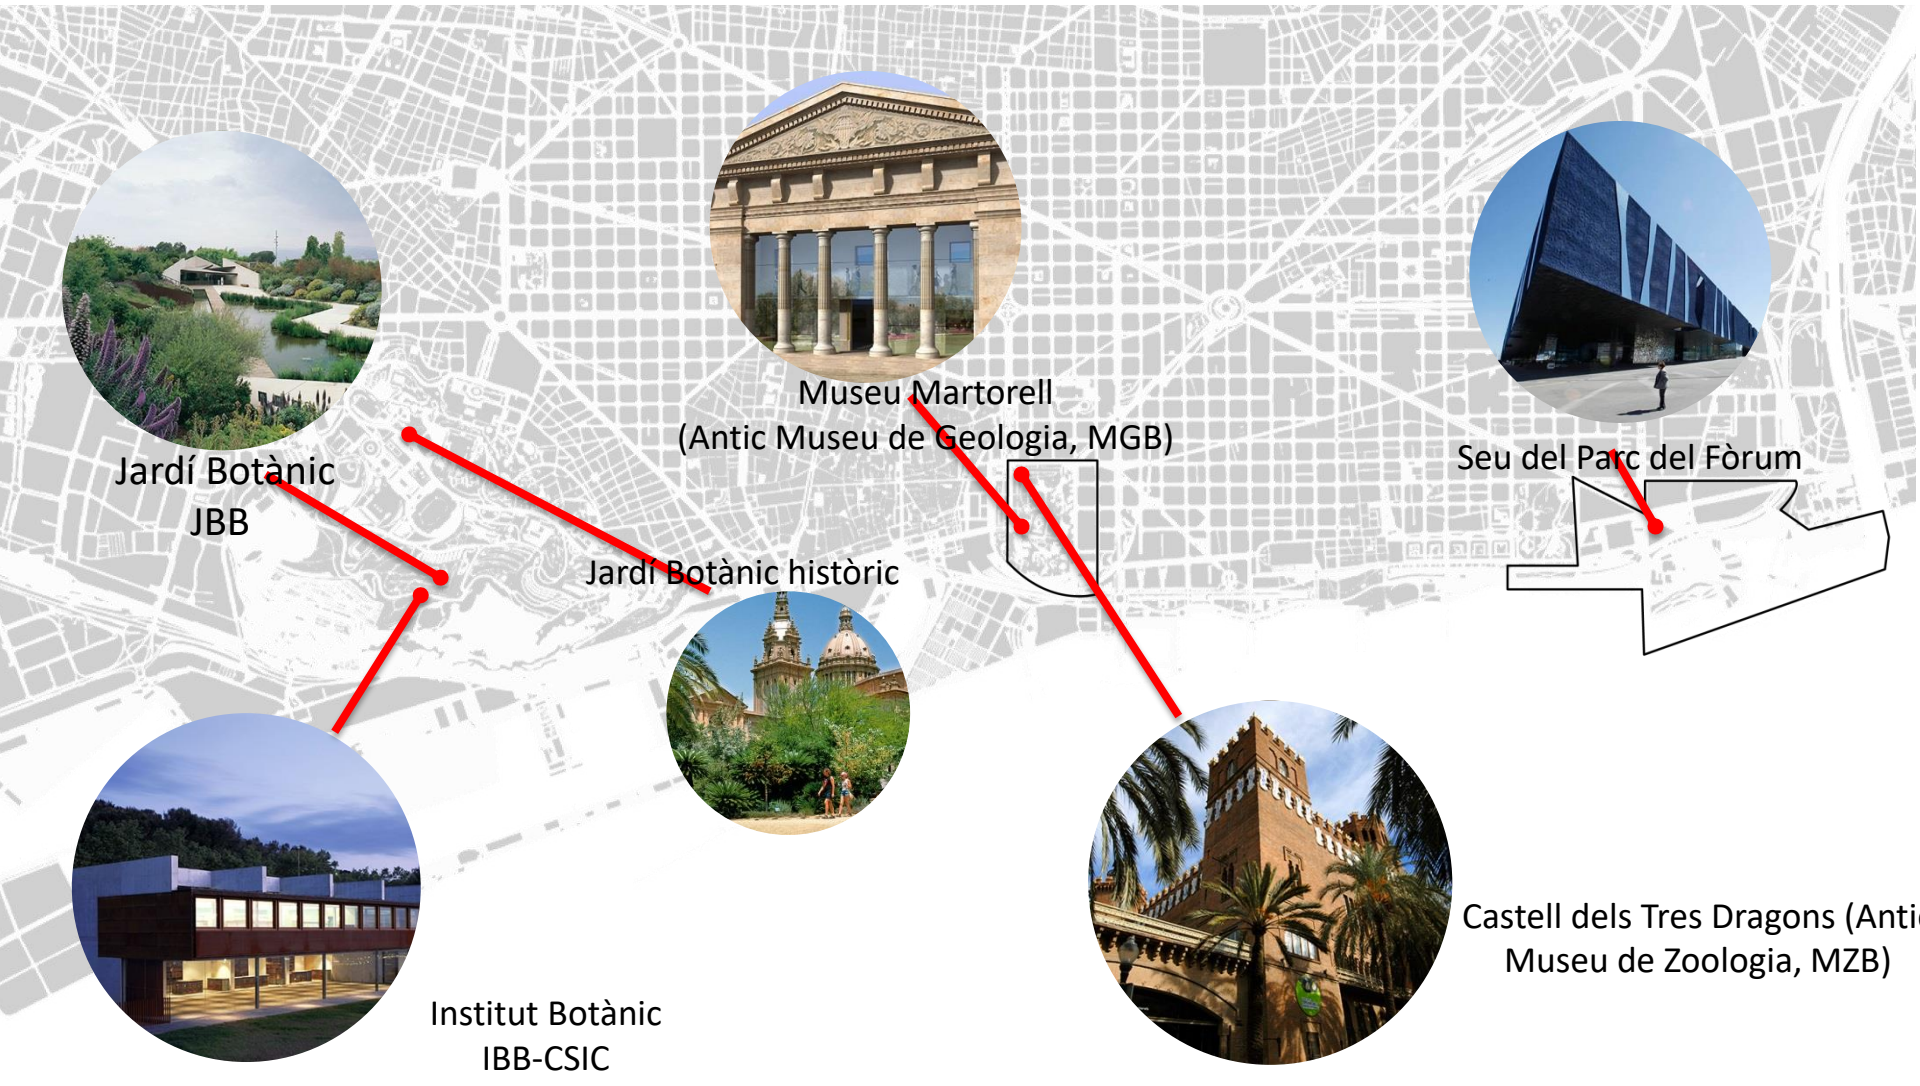 Museu Martorell
(Antic Museu de Geologia, MGB)
Jardí Botànic
JBB
Seu del Parc del Fòrum
Jardí Botànic històric
Castell dels Tres Dragons (Antic
Museu de Zoologia, MZB)
Institut Botànic
IBB-CSIC